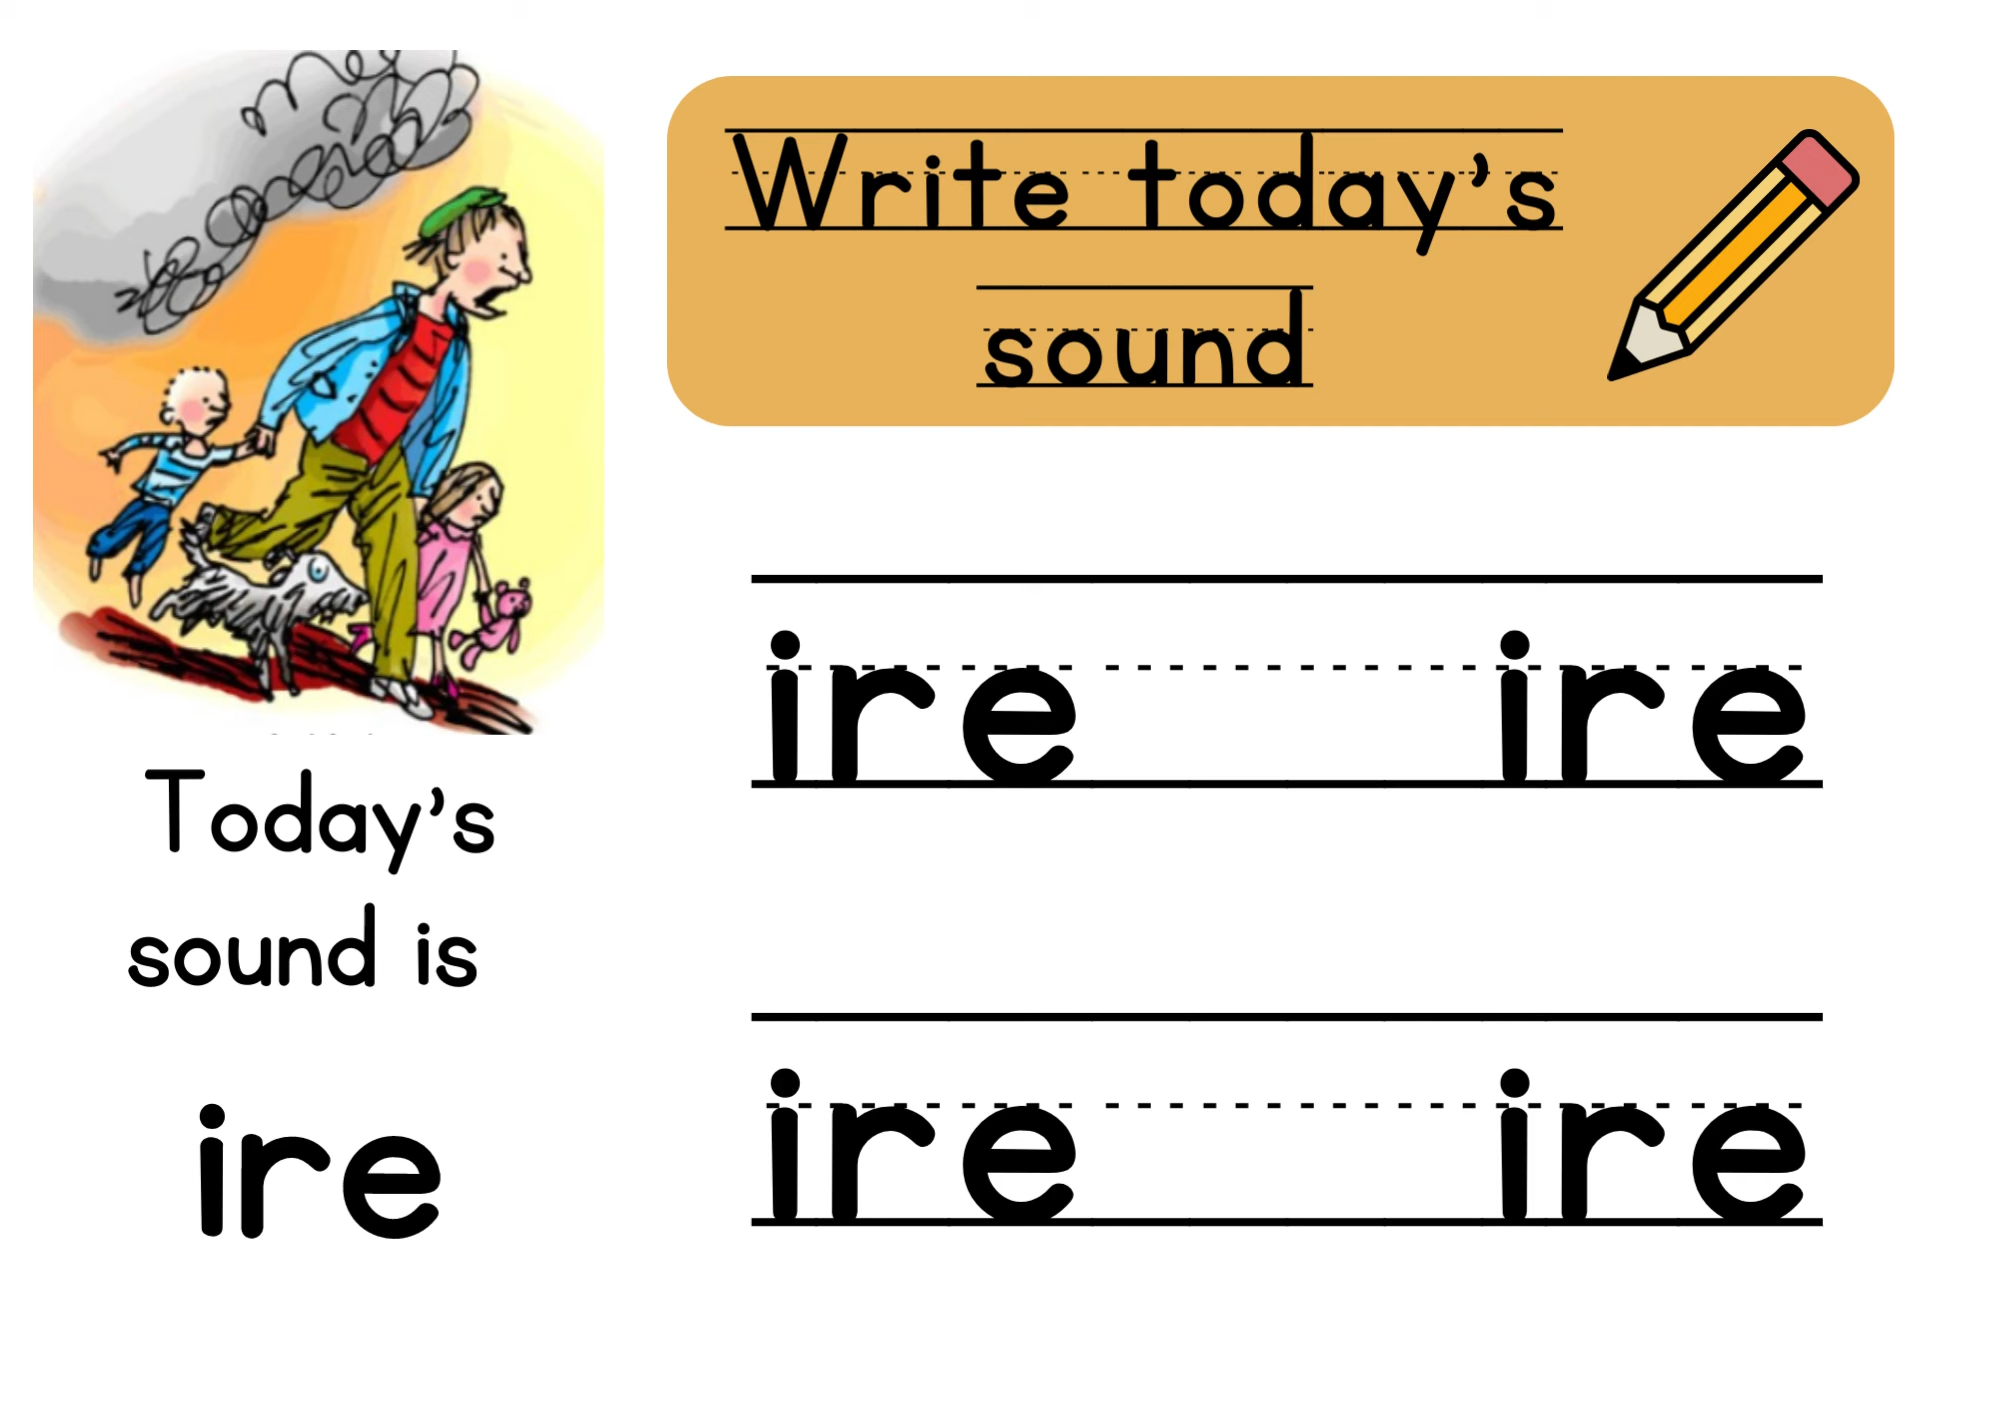 Write today's
sound
ire ire
ire ire
Today's
sound is
ire